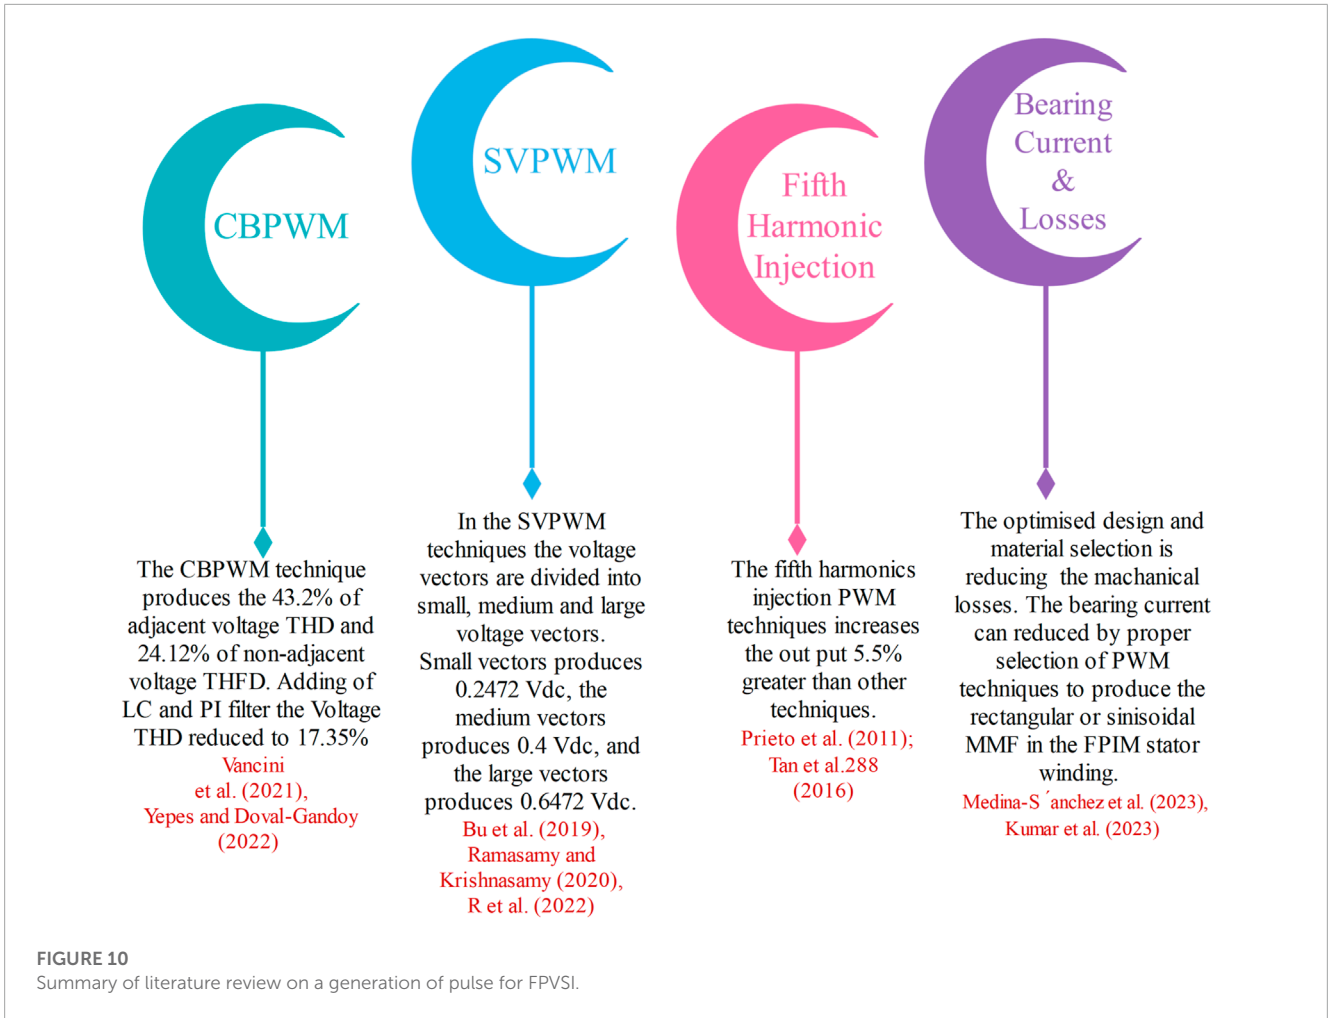 CBPWM
The CBPWM technique
produces the 43.2% of
adjacent voltage THD and
24.12% of non-adjacent
voltage THFD. Adding of
LC and PI filter the Voltage
THD reduced to 17.35%
Vancini
et al. (2021),
Yepes and Doval-Gandoy
(2022)
SVPWM
In the SVPWM
techniques the voltage
vectors are divided into
small, medium and large
voltage vectors.
Small vectors produces
0.2472 Vdc, the
medium vectors
produces 0.4 Vdc, and
the large vectors
produces 0.6472 Vdc.
Bu et al. (2019),
Ramasamy and
Krishnasamy (2020),
R et al. (2022)
Fifth
Harmonic
Injection
The fifth harmonics
injection PWM
techniques increases
the out put 5.5%
greater than other
techniques.
Prieto et al. (2011);
Tan et al.288
(2016)
Bearing
Current
&
Losses
The optimised design and
material selection is
reducing the machanical
losses. The bearing current
can reduced by proper
selection of PWM
techniques to produce the
rectangular or sinisoidal
MMF in the FPIM stator
winding.
Medina-S ´anchez et al. (2023),
Kumar et al. (2023)
FIGURE 10
Summary of literature review on a generation of pulse for FPVSI.